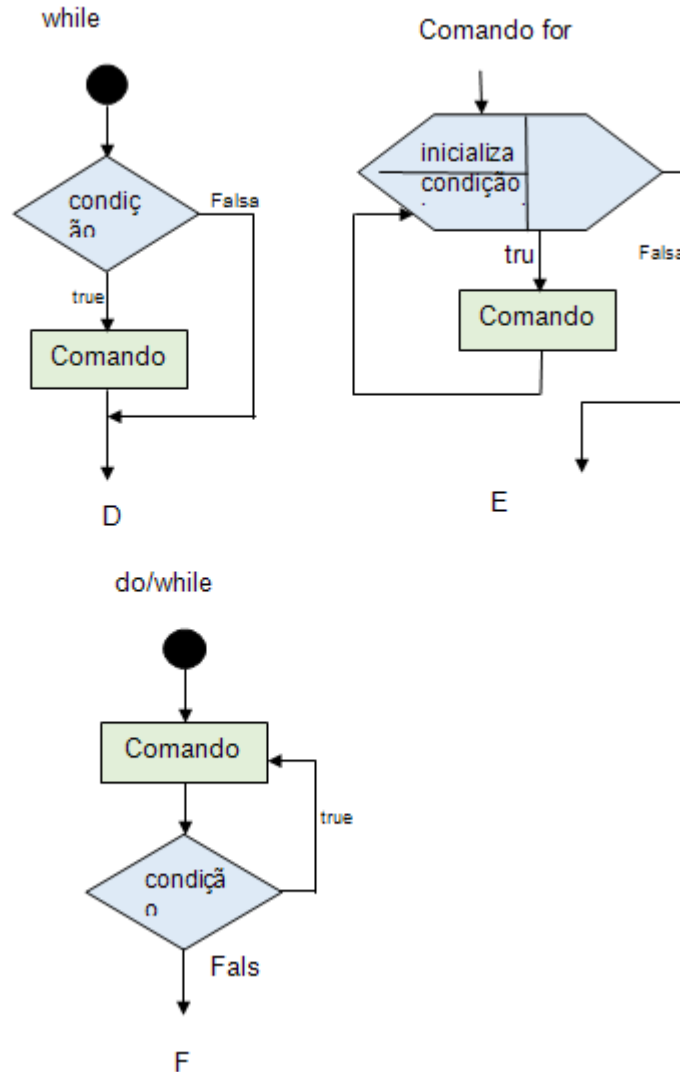 while
Comando for
condiç
ão
Falsa
true
Comando
D
inicializa
condição
tru
Falsa
Comando
E
do/while
Comando
true
condiçã
o
Fals
F